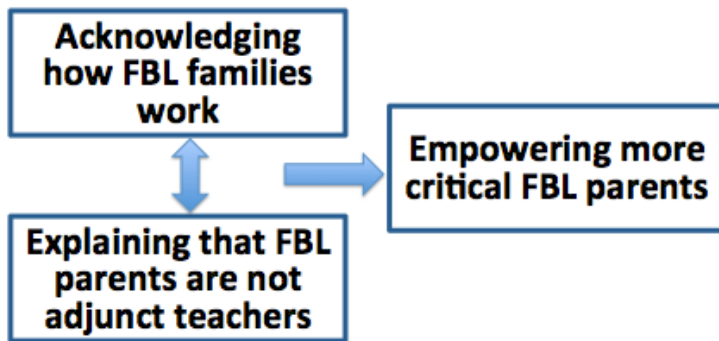 Acknowledging
how FBL families
work
Empowering more
critical FBL parents
Explaining that FBL
parents are not
adjunct teachers